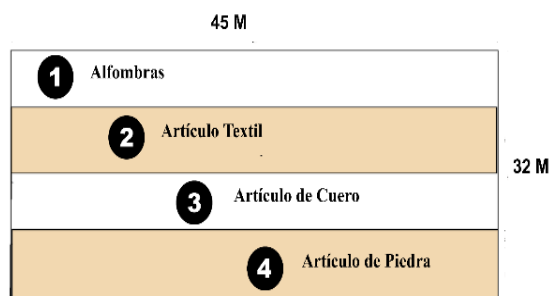 45 M
1 Alfombras
2 Artículo Textil
32 M
3 Artículo de Cuero
4 Artículo de Piedra